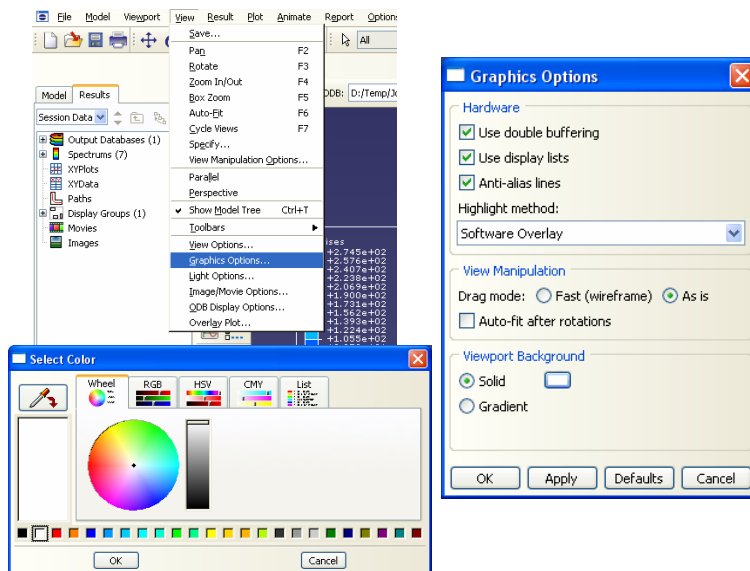 File Model Viewport View Result Plot Animate Report Options
Save...
All
Pan F2
Rotate F3
Zoom In/Out F4
Box Zoom F5
Auto-Fit F6
Cycle Views F7
Specify...
View Manipulation Options...
Parallel
Perspective
Show Model Tree Ctrl+T
Toolbars
View Options...
Graphics Options...
Light Options...
Image/Movie Options...
ODB Display Options...
Overlay Plot...
Model Results
Session Data
Output Databases (1)
Spectrums (7)
XYPlots
XYData
Paths
Display Groups (1)
Movies
Images
ODB: D:/Temp/Jo
ises
+2.745e+02
+2.576e+02
+2.407e+02
+2.238e+02
+2.069e+02
+1.900e+02
+1.731e+02
+1.562e+02
+1.393e+02
+1.224e+02
+1.055e+02
Graphics Options
Hardware
Use double buffering
Use display lists
Anti-alias lines
Highlight method:
Software Overlay
View Manipulation
Drag mode: Fast (wireframe) As is
Auto-fit after rotations
Viewport Background
Solid
Gradient
OK Apply Defaults Cancel
Select Color
Wheel RGB HSV CMY List
OK Cancel